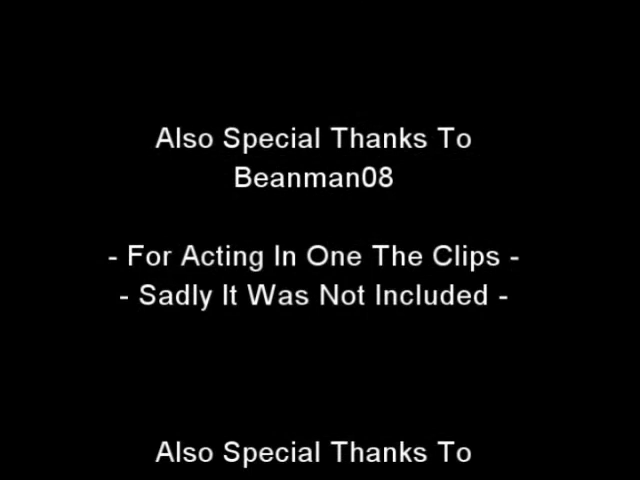 Also Special Thanks To
Beanman08
- For Acting In One The Clips -
- Sadly It Was Not Included -
Also Special Thanks To